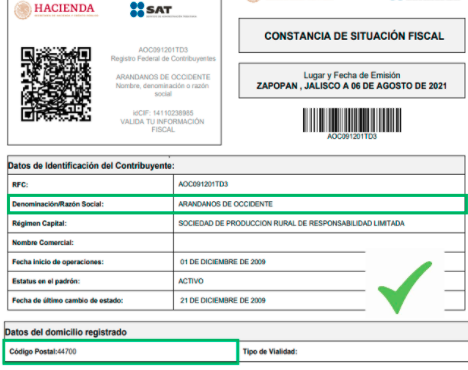 HACIENDA
SAT
AOC091201TD3
Registro Federal de Contribuyentes
ARANDANOS DE OCCIDENTE
Nombre, denominación o razón
social
idCIF: 14110238985
VALIDA TU INFORMACIÓN
FISCAL
CONSTANCIA DE SITUACIÓN FISCAL
Lugar y Fecha de Emisión
ZAPOPAN , JALISCO A 06 DE AGOSTO DE 2021
AOC091201TD3
Datos de Identificación del Contribuyente:
RFC: AOC091201TD3
Denominación/Razón Social: ARANDANOS DE OCCIDENTE
Régimen Capital: SOCIEDAD DE PRODUCCION RURAL DE RESPONSABILIDAD LIMITADA
Nombre Comercial:
Fecha inicio de operaciones: 01 DE DICIEMBRE DE 2009
Estatus en el padrón: ACTIVO
Fecha de último cambio de estado: 21 DE DICIEMBRE DE 2009
Datos del domicilio registrado
Código Postal:44700 Tipo de Vialidad: